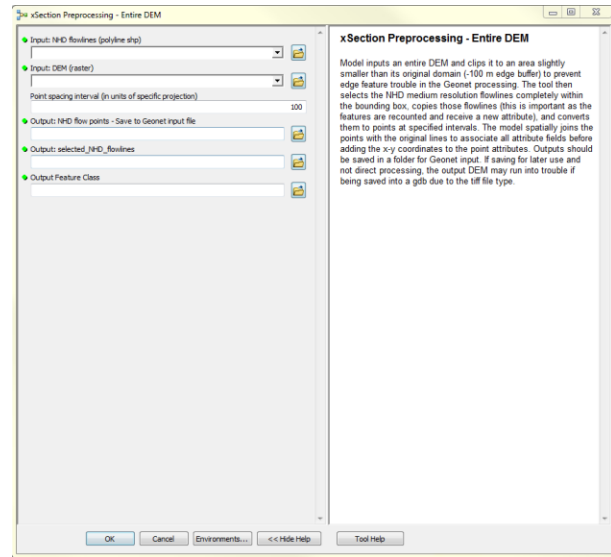 xSection Preprocessing - Entire DEM
Input: NHD flowlines (polyline shp)
Input: DEM (raster)
Point spacing interval (in units of specific projection)
100
Output: NHD flow points - Save to Geonet input file
Output: selected_NHD_flowlines
Output Feature Class
xSection Preprocessing - Entire DEM
Model inputs an entire DEM and clips it to an area slightly
smaller than its original domain (-100 m edge buffer) to prevent
edge feature trouble in the Geonet processing. The tool then
selects the NHD medium resolution flowlines completely within
the bounding box, copies those flowlines (this is important as the
features are recounted and receive a new attribute), and converts
them to points at specified intervals. The model spatially joins the
points with the original lines to associate all attribute fields before
adding the x-y coordinates to the point attributes. Outputs should
be saved in a folder for Geonet input. If saving for later use and
not direct processing, the output DEM may run into trouble if
being saved into a gdb due to the tiff file type.
OK
Cancel
Environments...
<< Hide Help
Tool Help